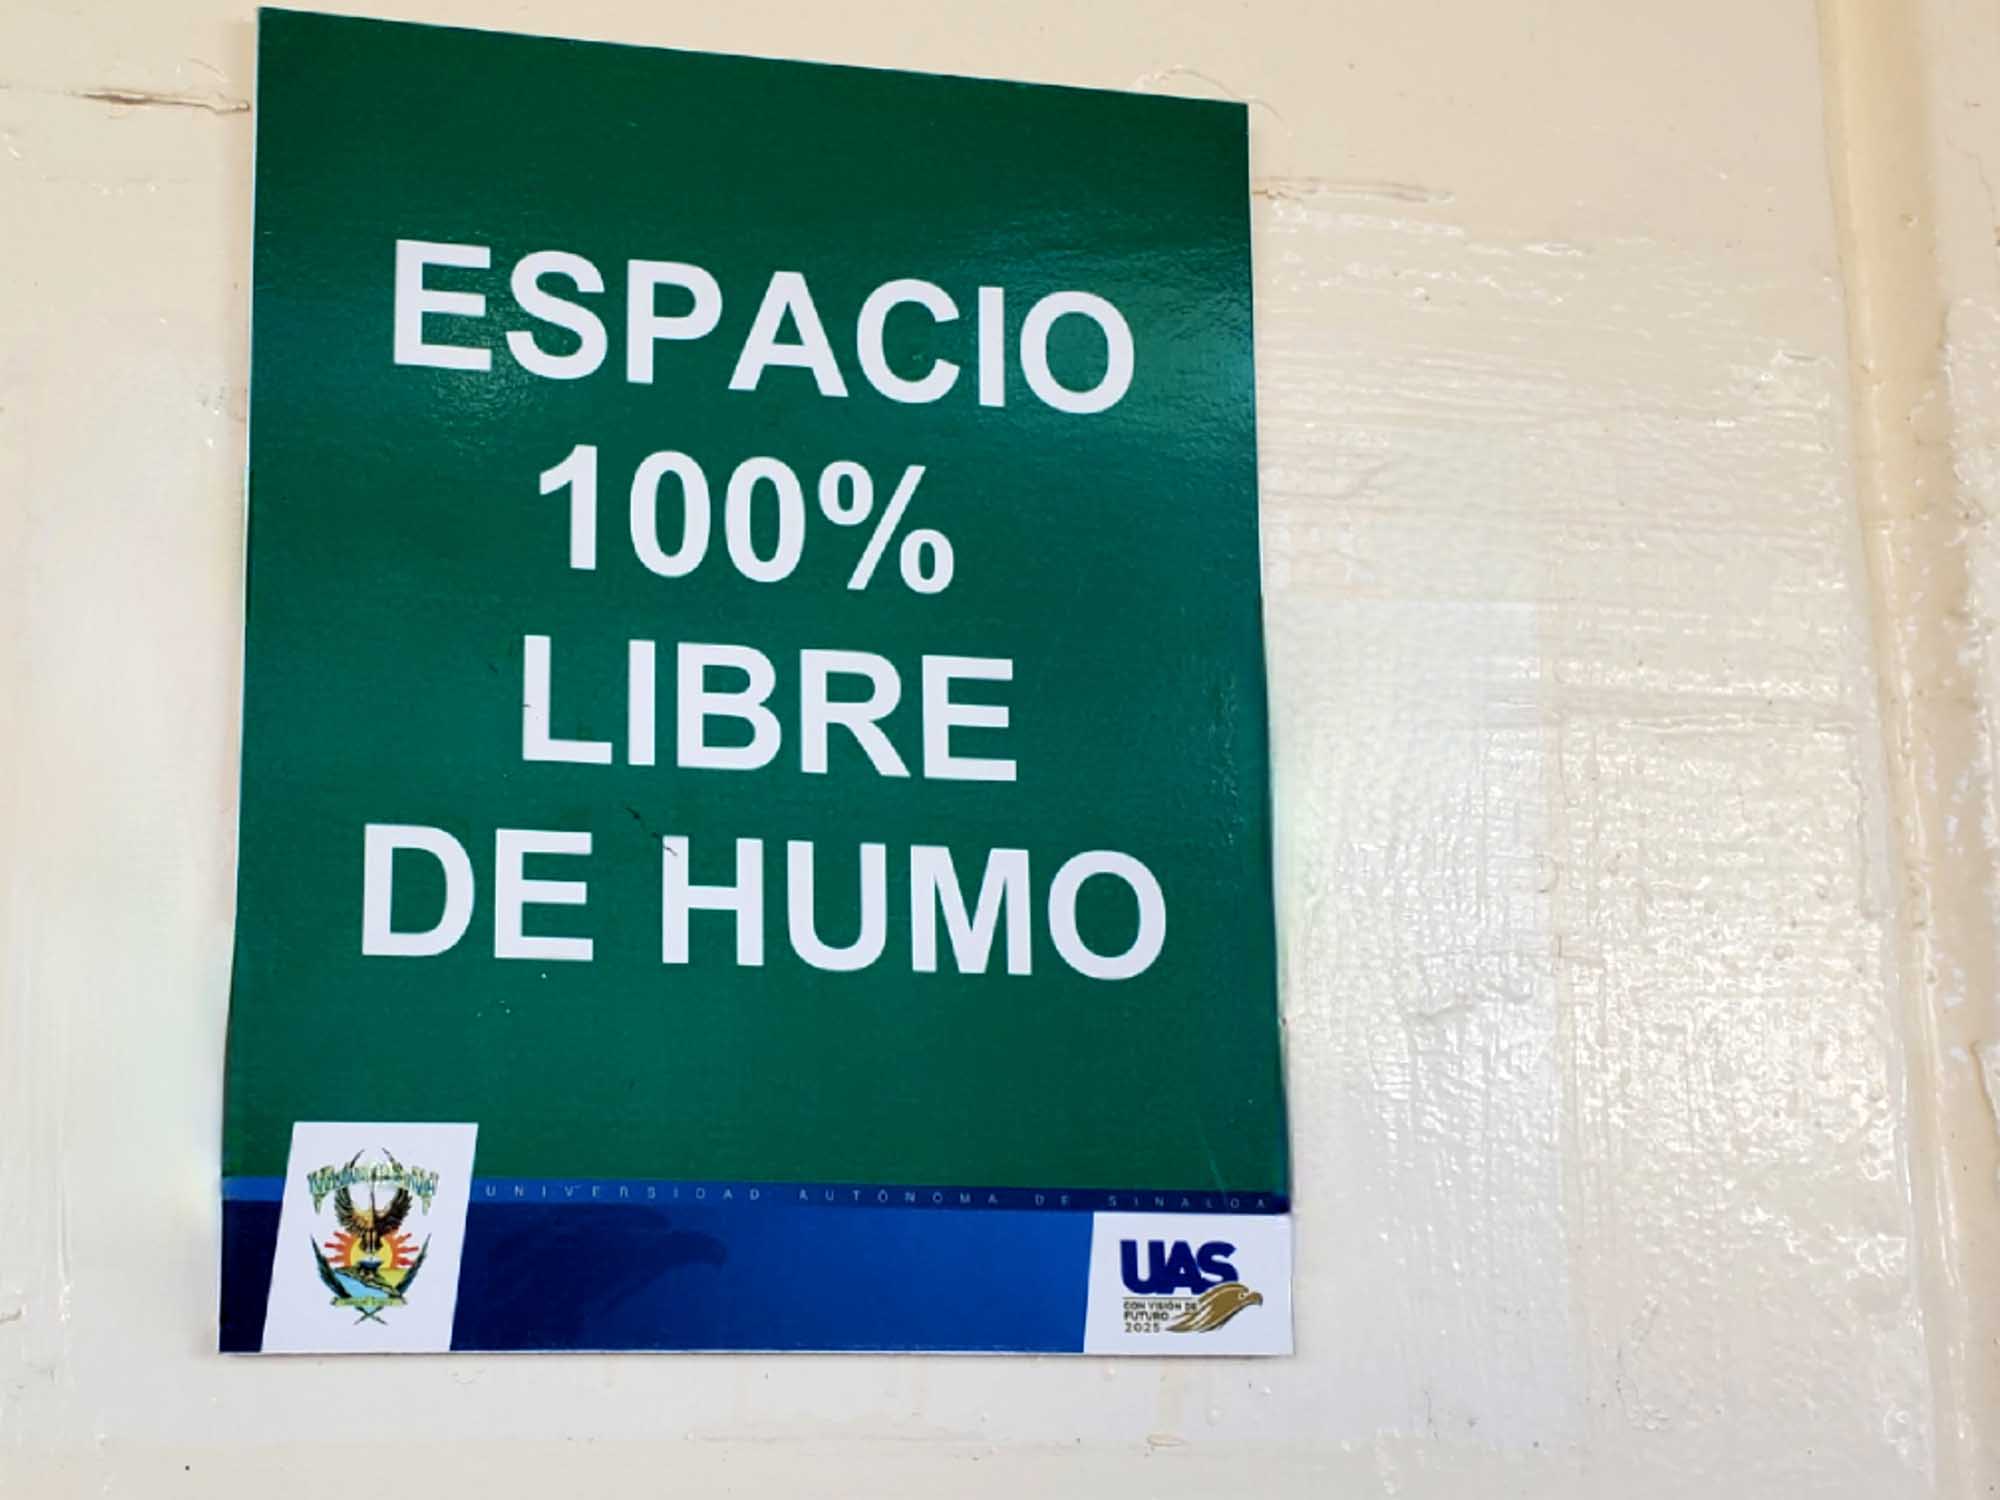 ESPACIO
100%
LIBRE
DE HUMO
UNIVERSIDAD AUTÓNOMA DE SINALOA
UAS
CON VISIÓN DE
FUTURO
2025